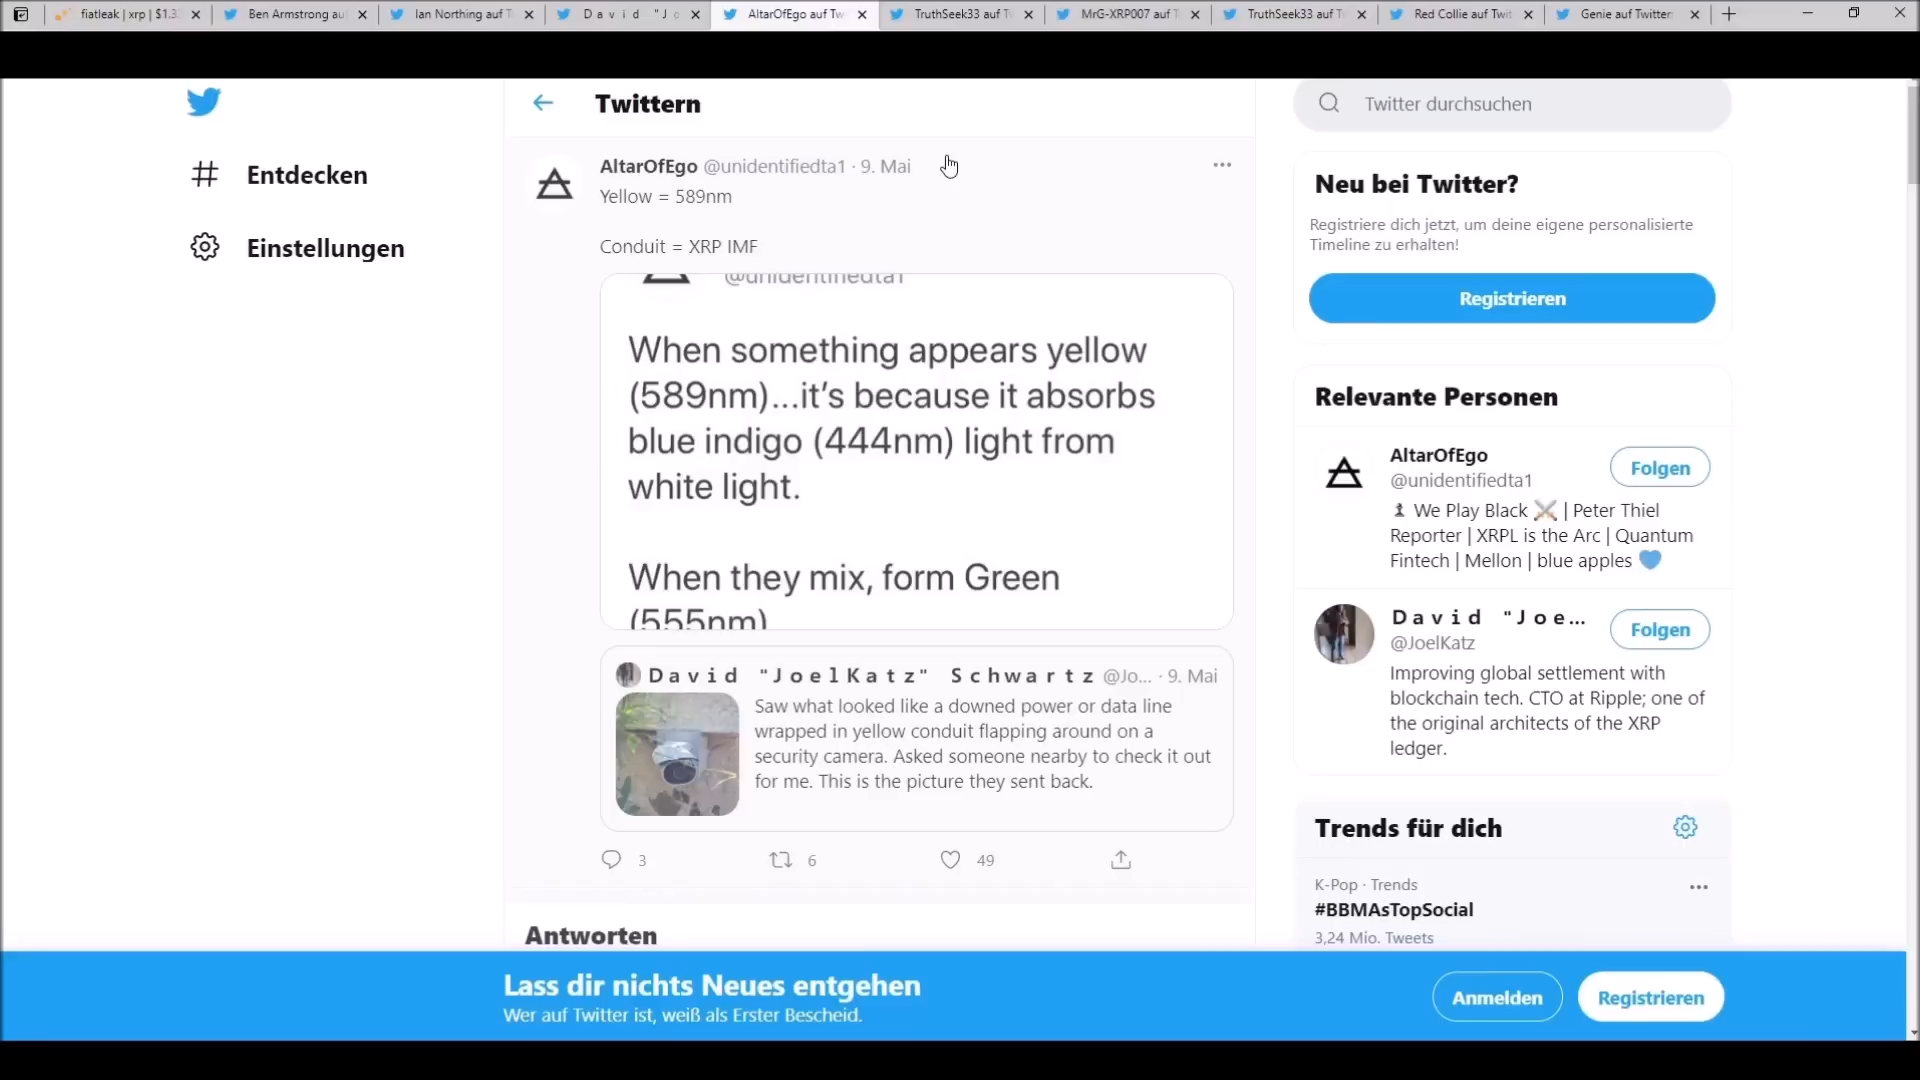 fiatleak | xrp | $1.3
Ben Armstrong au
Ian Northing auf T
D a v i d "J o
AltarOfEgo auf Tw
TruthSeek33 auf T
MrG-XRP007 auf T
TruthSeek33 auf T
Red Collie auf Twit
Genie auf Twitter
Twittern
Twitter durchsuchen
Entdecken
Einstellungen
AltarOfEgo @unidentifiedta1 · 9. Mai
Yellow = 589nm
Conduit = XRP IMF
@unidentifiedta1
When something appears yellow
(589nm)...it's because it absorbs
blue indigo (444nm) light from
white light.
When they mix, form Green
(555nm)
D a v i d "J o e l K a t z" S c h w a r t z @Jo... · 9. Mai
Saw what looked like a downed power or data line
wrapped in yellow conduit flapping around on a
security camera. Asked someone nearby to check it out
for me. This is the picture they sent back.
3 6 49
Antworten
Neu bei Twitter?
Registriere dich jetzt, um deine eigene personalisierte
Timeline zu erhalten!
Registrieren
Relevante Personen
AltarOfEgo
@unidentifiedta1
Folgen
We Play Black ⚔️ | Peter Thiel
Reporter | XRPL is the Arc | Quantum
Fintech | Mellon | blue apples 💙
D a v i d "J o e...
@JoelKatz
Folgen
Improving global settlement with
blockchain tech. CTO at Ripple; one of
the original architects of the XRP
ledger.
Trends für dich
K-Pop · Trends
#BBMAsTopSocial
3,24 Mio. Tweets
Lass dir nichts Neues entgehen
Wer auf Twitter ist, weiß als Erster Bescheid.
Anmelden
Registrieren